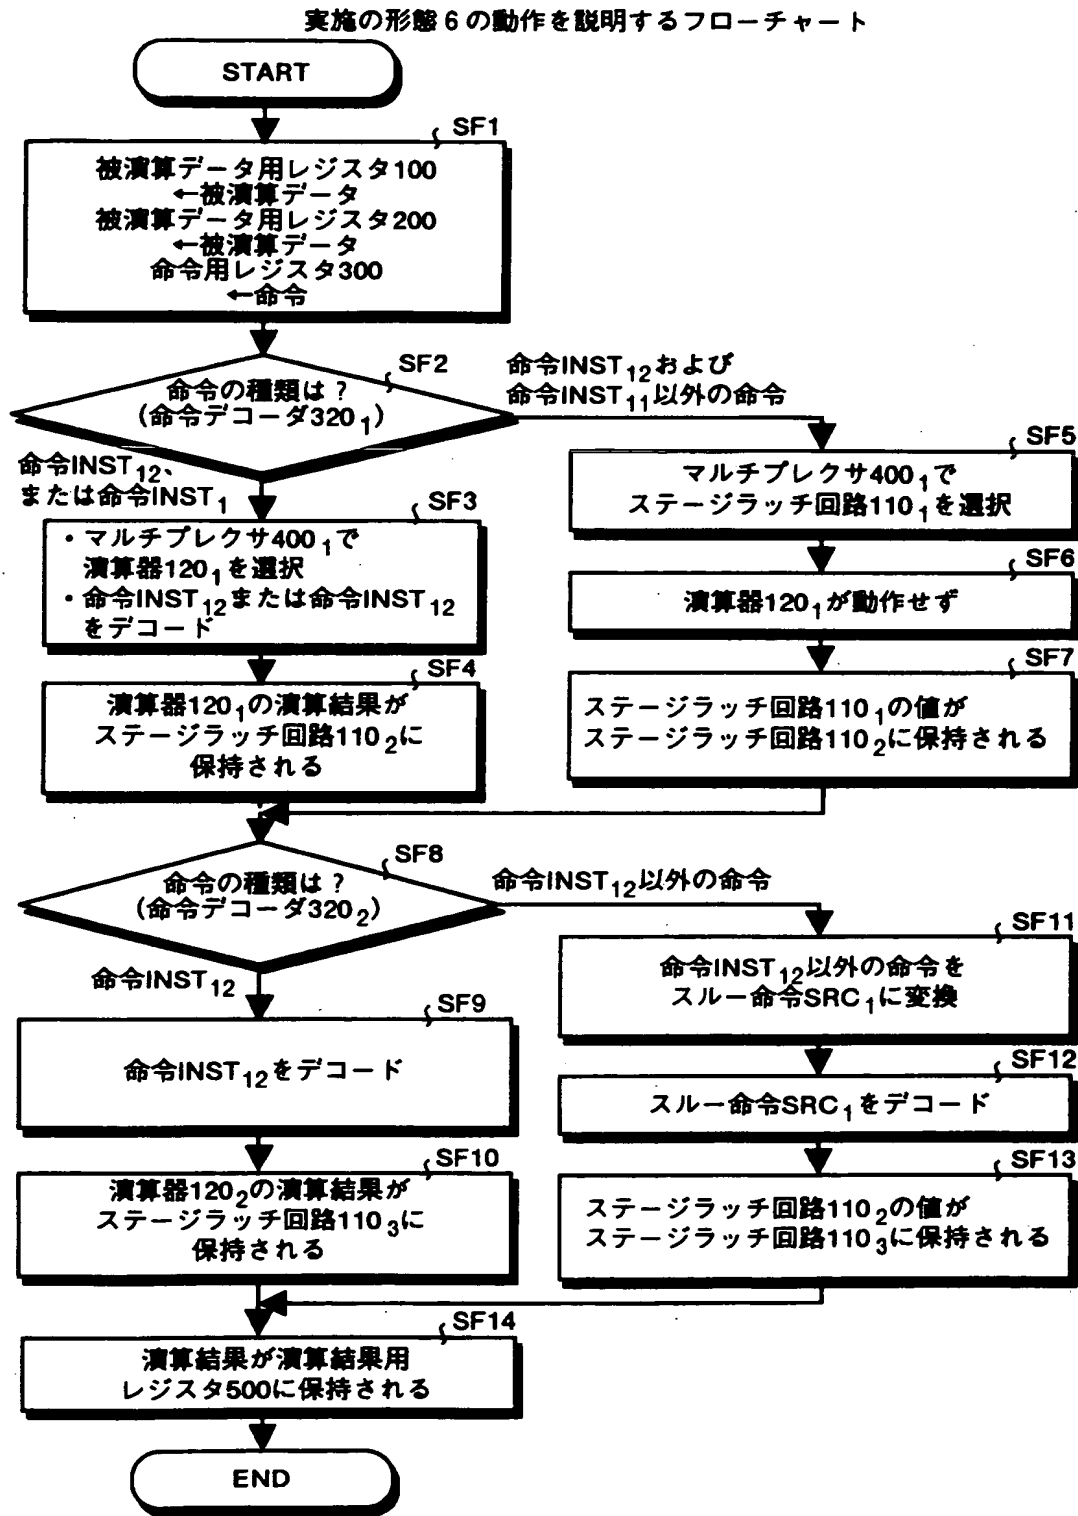 実施の形態6の動作を説明するフローチャート
START
SF1
被演算データ用レジスタ100
←被演算データ
被演算データ用レジスタ200
←被演算データ
命令用レジスタ300
←命令
SF2
命令の種類は？
（命令デコーダ320₁）
命令INST₁₂および
命令INST₁₁以外の命令
命令INST₁₂、
または命令INST₁
SF3
・マルチプレクサ400₁で
演算器120₁を選択
・命令INST₁₂または命令INST₁₂
をデコード
SF4
演算器120₁の演算結果が
ステージラッチ回路110₂に
保持される
SF5
マルチプレクサ400₁で
ステージラッチ回路110₁を選択
SF6
演算器120₁が動作せず
SF7
ステージラッチ回路110₁の値が
ステージラッチ回路110₂に保持される
SF8
命令の種類は？
（命令デコーダ320₂）
命令INST₁₂以外の命令
命令INST₁₂
SF9
命令INST₁₂をデコード
SF10
演算器120₂の演算結果が
ステージラッチ回路110₃に
保持される
SF11
命令INST₁₂以外の命令を
スルー命令SRC₁に変換
SF12
スルー命令SRC₁をデコード
SF13
ステージラッチ回路110₂の値が
ステージラッチ回路110₃に保持される
SF14
演算結果が演算結果用
レジスタ500に保持される
END